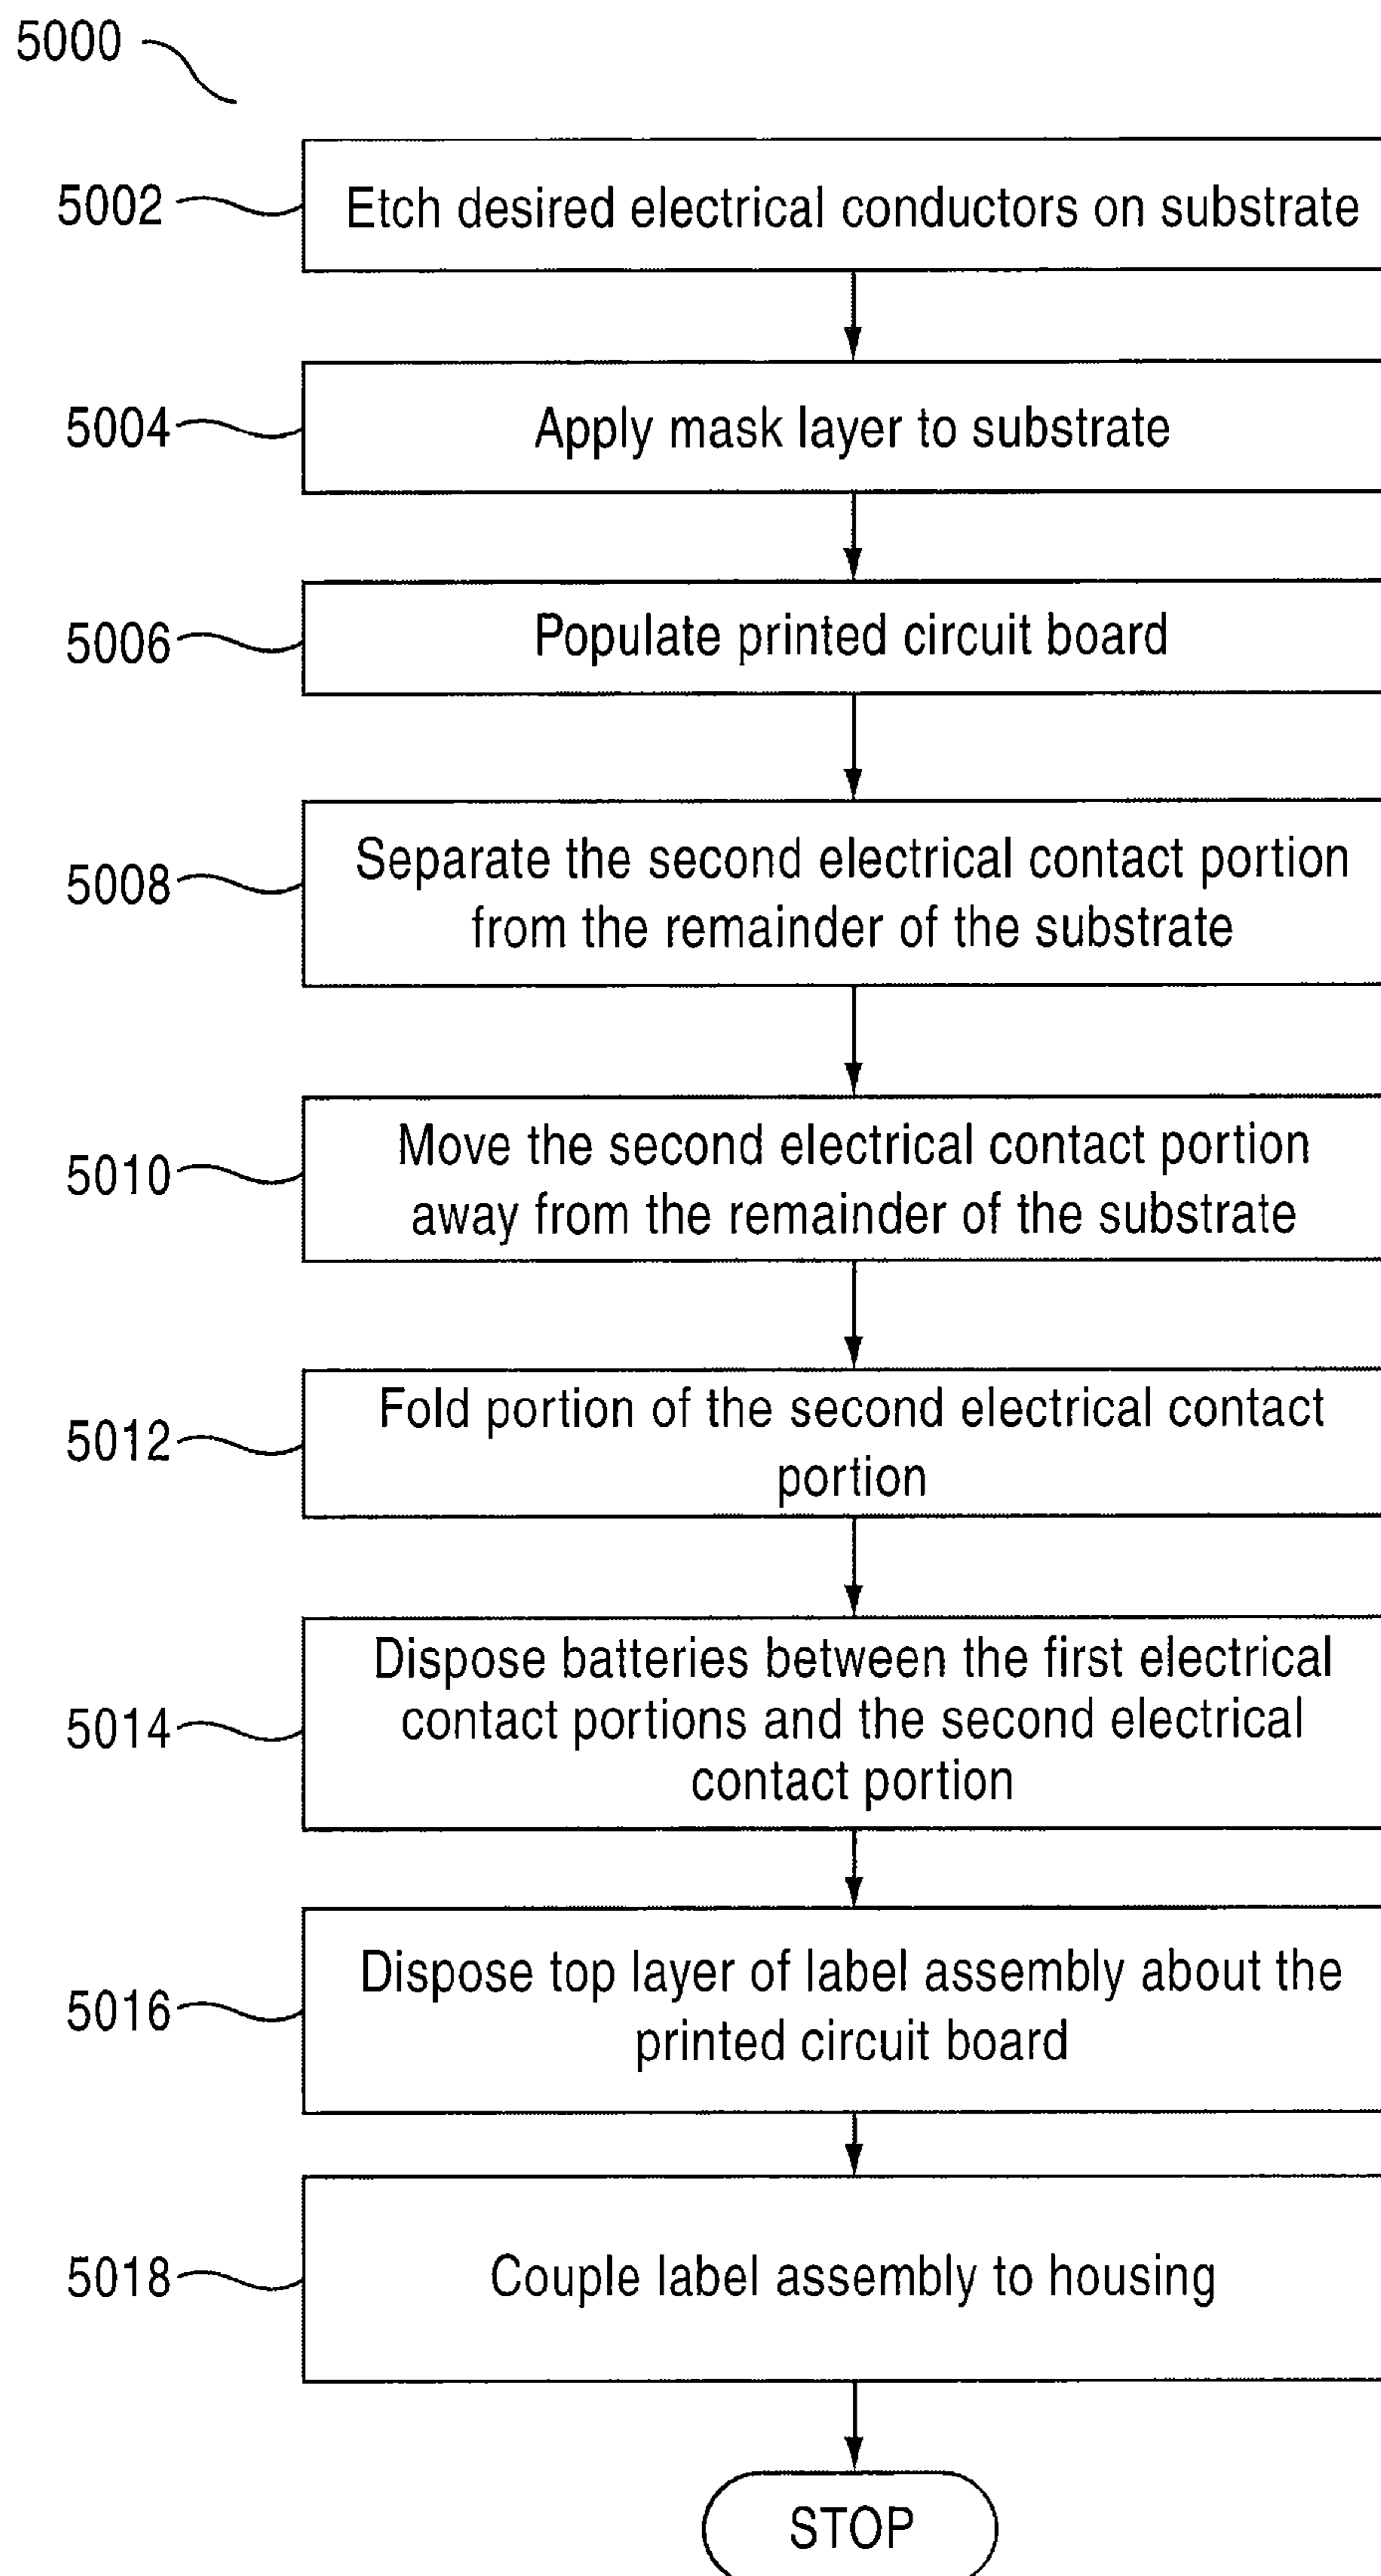 5000
5002
Etch desired electrical conductors on substrate
5004
Apply mask layer to substrate
5006
Populate printed circuit board
5008
Separate the second electrical contact portion
from the remainder of the substrate
5010
Move the second electrical contact portion
away from the remainder of the substrate
5012
Fold portion of the second electrical contact
portion
5014
Dispose batteries between the first electrical
contact portions and the second electrical
contact portion
5016
Dispose top layer of label assembly about the
printed circuit board
5018
Couple label assembly to housing
STOP